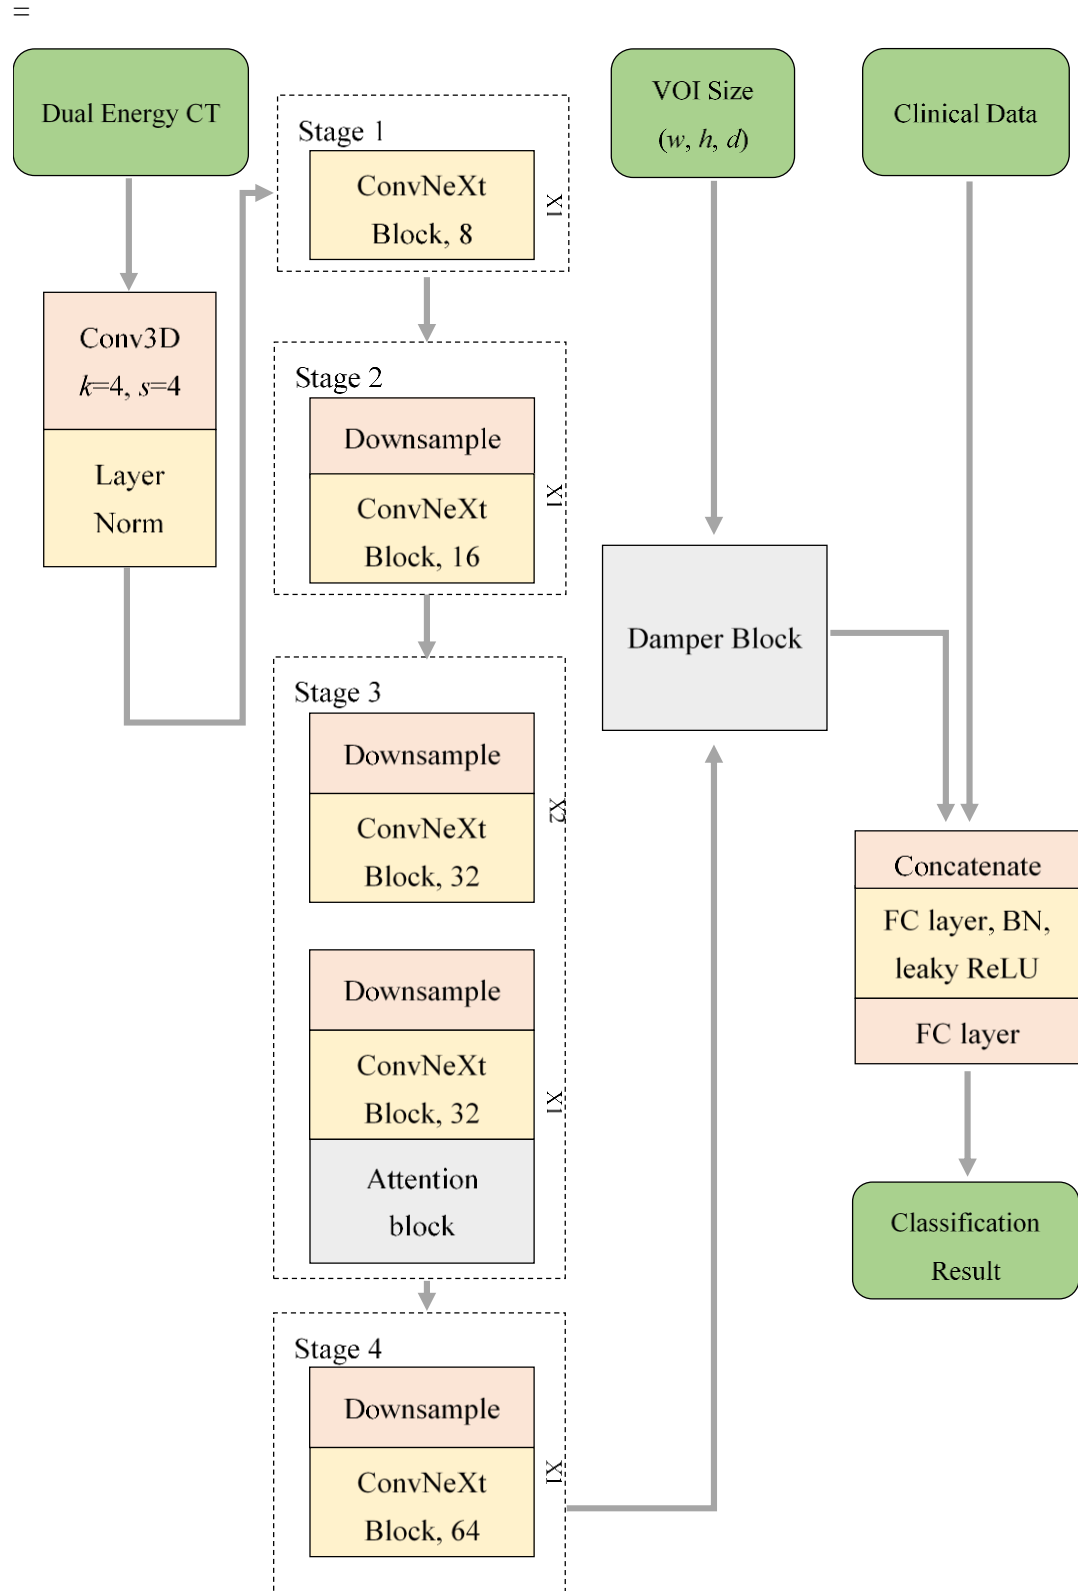 =
Dual Energy CT
Conv3D
k=4, s=4
Layer
Norm
Stage 1
ConvNeXt
Block, 8
X1
Stage 2
Downsample
ConvNeXt
Block, 16
X1
Stage 3
Downsample
ConvNeXt
Block, 32
X2
Downsample
ConvNeXt
Block, 32
Attention
block
X1
Stage 4
Downsample
ConvNeXt
Block, 64
X1
VOI Size
(w, h, d)
Damper Block
Clinical Data
Concatenate
FC layer, BN,
leaky ReLU
FC layer
Classification
Result